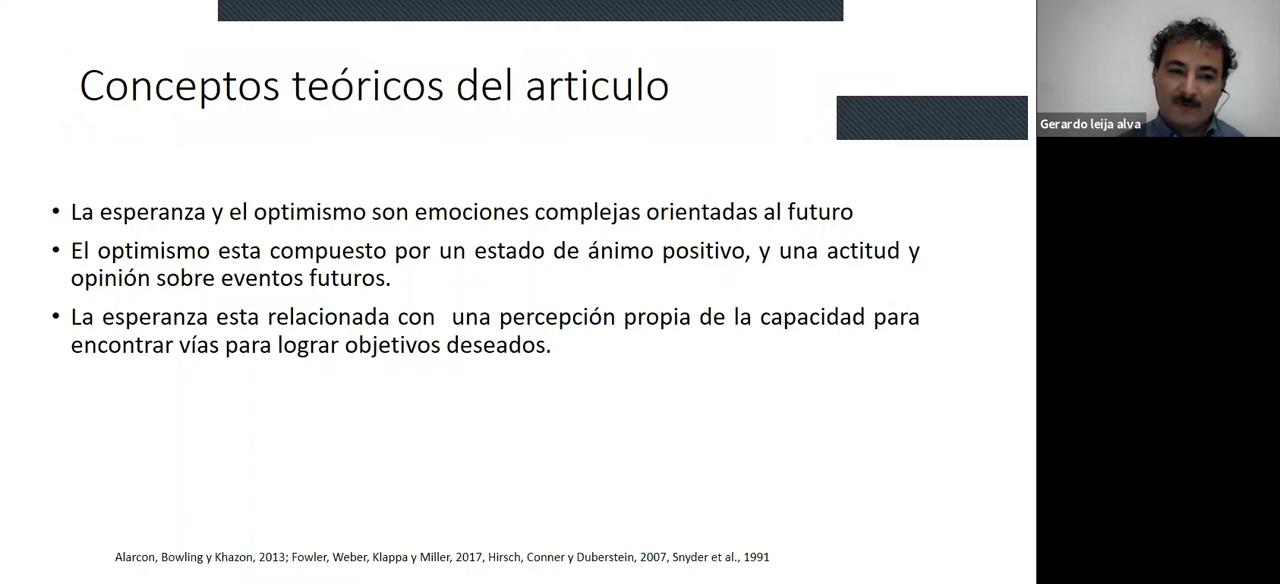 Conceptos teóricos del articulo
Gerardo leija alva
• La esperanza y el optimismo son emociones complejas orientadas al futuro
• El optimismo esta compuesto por un estado de ánimo positivo, y una actitud y
opinión sobre eventos futuros.
• La esperanza esta relacionada con una percepción propia de la capacidad para
encontrar vías para lograr objetivos deseados.
Alarcon, Bowling y Khazon, 2013; Fowler, Weber, Klappa y Miller, 2017, Hirsch, Conner y Duberstein, 2007, Snyder et al., 1991